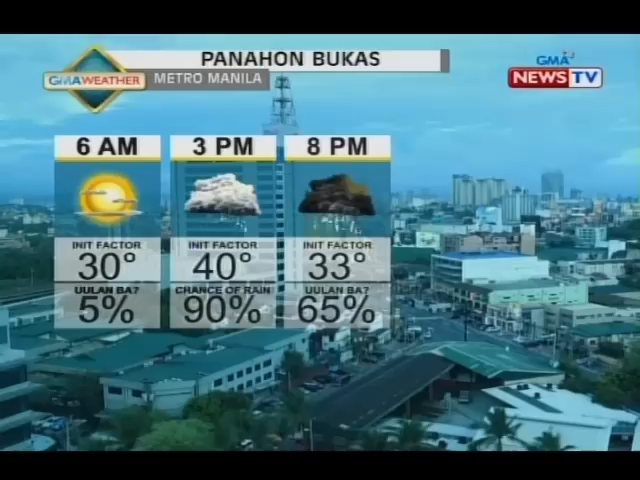 PANAHON BUKAS
GMA WEATHER
METRO MANILA
GMA
NEWS TV
6 AM
3 PM
8 PM
INIT FACTOR
INIT FACTOR
INIT FACTOR
30°
40°
33°
UULAN BA?
CHANCE OF RAIN
UULAN BA?
5%
90%
65%